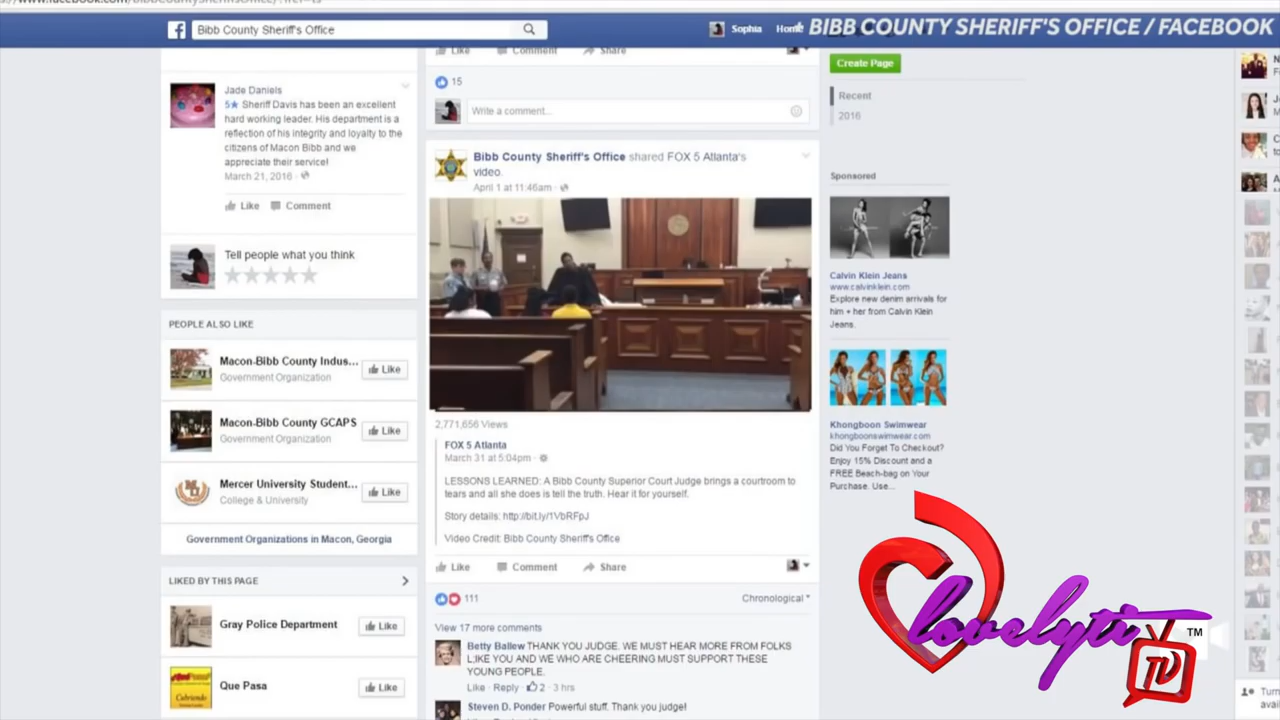 Bibb County Sheriff's Office
Sophia
Home
BIBB COUNTY SHERIFF'S OFFICE / FACEBOOK
Jade Daniels
5★ Sheriff Davis has been an excellent
hard working leader. His department is a
reflection of his integrity and loyalty to the
citizens of Macon Bibb and we
appreciate their service!
March 21, 2016 ·
Like Comment
Tell people what you think
PEOPLE ALSO LIKE
Macon-Bibb County Indus...
Government Organization
Like
Macon-Bibb County GCAPS
Government Organization
Like
Mercer University Student...
College & University
Like
Government Organizations in Macon, Georgia
LIKED BY THIS PAGE
Gray Police Department
Like
Que Pasa
Like
Like Comment Share
15
Write a comment...
Bibb County Sheriff's Office shared FOX 5 Atlanta's
video.
April 1 at 11:46am ·
2,771,656 Views
FOX 5 Atlanta
March 31 at 5:04pm ·
LESSONS LEARNED: A Bibb County Superior Court Judge brings a courtroom to
tears and all she does is tell the truth. Hear it for yourself.
Story details: http://bit.ly/1VbRFpJ
Video Credit: Bibb County Sheriff's Office
Like Comment Share
111
Chronological
View 17 more comments
Betty Ballew THANK YOU JUDGE. WE MUST HEAR MORE FROM FOLKS
L;IKE YOU AND WE WHO ARE CHEERING MUST SUPPORT THESE
YOUNG PEOPLE.
Like · Reply · 2 · 3 hrs
Steven D. Ponder Powerful stuff. Thank you judge!
Create Page
Recent
2016
Sponsored
Calvin Klein Jeans
www.calvinklein.com
Explore new denim arrivals for
him + her from Calvin Klein
Jeans.
Khongboon Swimwear
khongboonswimwear.com
Did You Forget To Checkout?
Enjoy 15% Discount and a
FREE Beach-bag on Your
Purchase. Use...
lovelyti
TV
TM